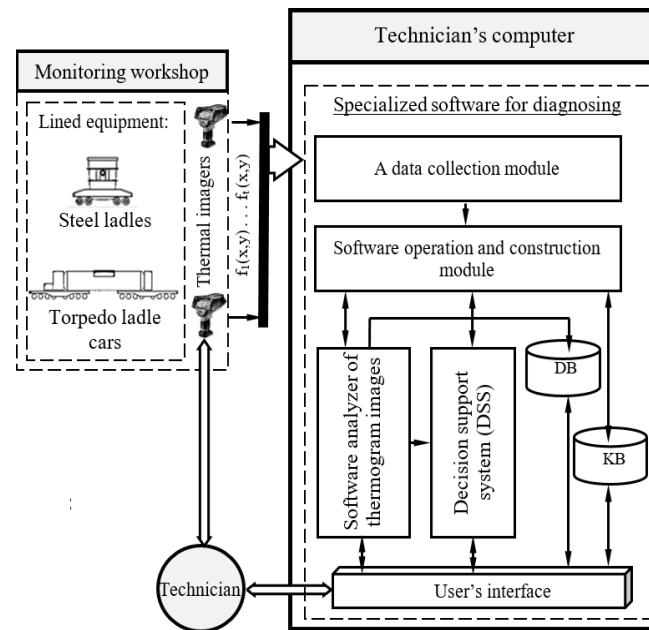 Technician's computer
Monitoring workshop
Specialized software for diagnosing
Lined equipment:
Steel ladles
Torpedo ladle
cars
Thermal imagers
f₁(x,y) . . . fₜ(x,y)
A data collection module
Software operation and construction
module
Software analyzer of
thermogram images
Decision support
system (DSS)
DB
KB
:
Technician
User's interface